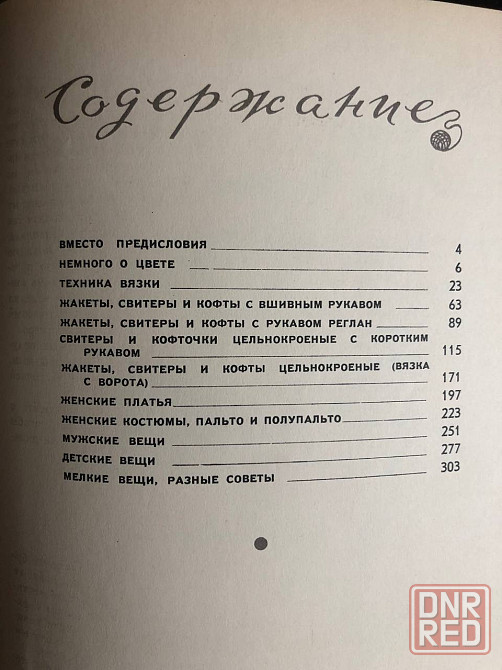 Содержание
ВМЕСТО ПРЕДИСЛОВИЯ 4
НЕМНОГО О ЦВЕТЕ 6
ТЕХНИКА ВЯЗКИ 23
ЖАКЕТЫ, СВИТЕРЫ И КОФТЫ С ВШИВНЫМ РУКАВОМ 63
ЖАКЕТЫ, СВИТЕРЫ И КОФТЫ С РУКАВОМ РЕГЛАН 89
СВИТЕРЫ И КОФТОЧКИ ЦЕЛЬНОКРОЕНЫЕ С КОРОТКИМ
РУКАВОМ 115
ЖАКЕТЫ, СВИТЕРЫ И КОФТЫ ЦЕЛЬНОКРОЕНЫЕ (ВЯЗКА
С ВОРОТА) 171
ЖЕНСКИЕ ПЛАТЬЯ 197
ЖЕНСКИЕ КОСТЮМЫ, ПАЛЬТО И ПОЛУПАЛЬТО 223
МУЖСКИЕ ВЕЩИ 251
ДЕТСКИЕ ВЕЩИ 277
МЕЛКИЕ ВЕЩИ, РАЗНЫЕ СОВЕТЫ 303
DNR
RED